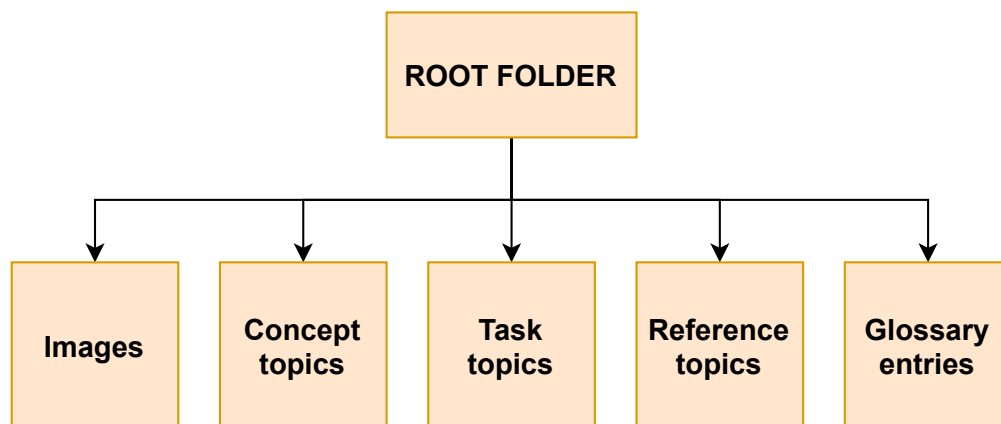 ROOT FOLDER
Images
Concept
topics
Task
topics
Reference
topics
Glossary
entries